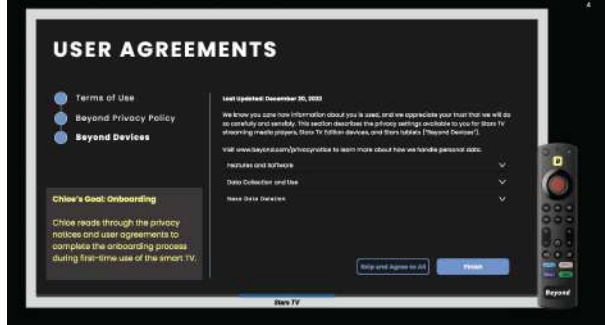 4
USER AGREEMENTS
Terms of Use
Beyond Privacy Policy
Beyond Devices
Last Updated: December 30, 2022
We know you care how information about you is used, and we appreciate your trust that we will do
so carefully and sensibly. This section describes the privacy settings available to you for Stars TV
streaming media players, Stars TV Edition devices, and Stars tablets ("Beyond Devices").
Visit www.beyond.com/privacynotice to learn more about how we handle personal data.
Features and Software
Data Collection and Use
Data Deletion
Chloe's Goal: Onboarding
Chloe reads through the privacy
notices and user agreements to
complete the onboarding process
during first-time use of the smart TV.
Skip and Agree to All
Finish
Stars TV
Beyond